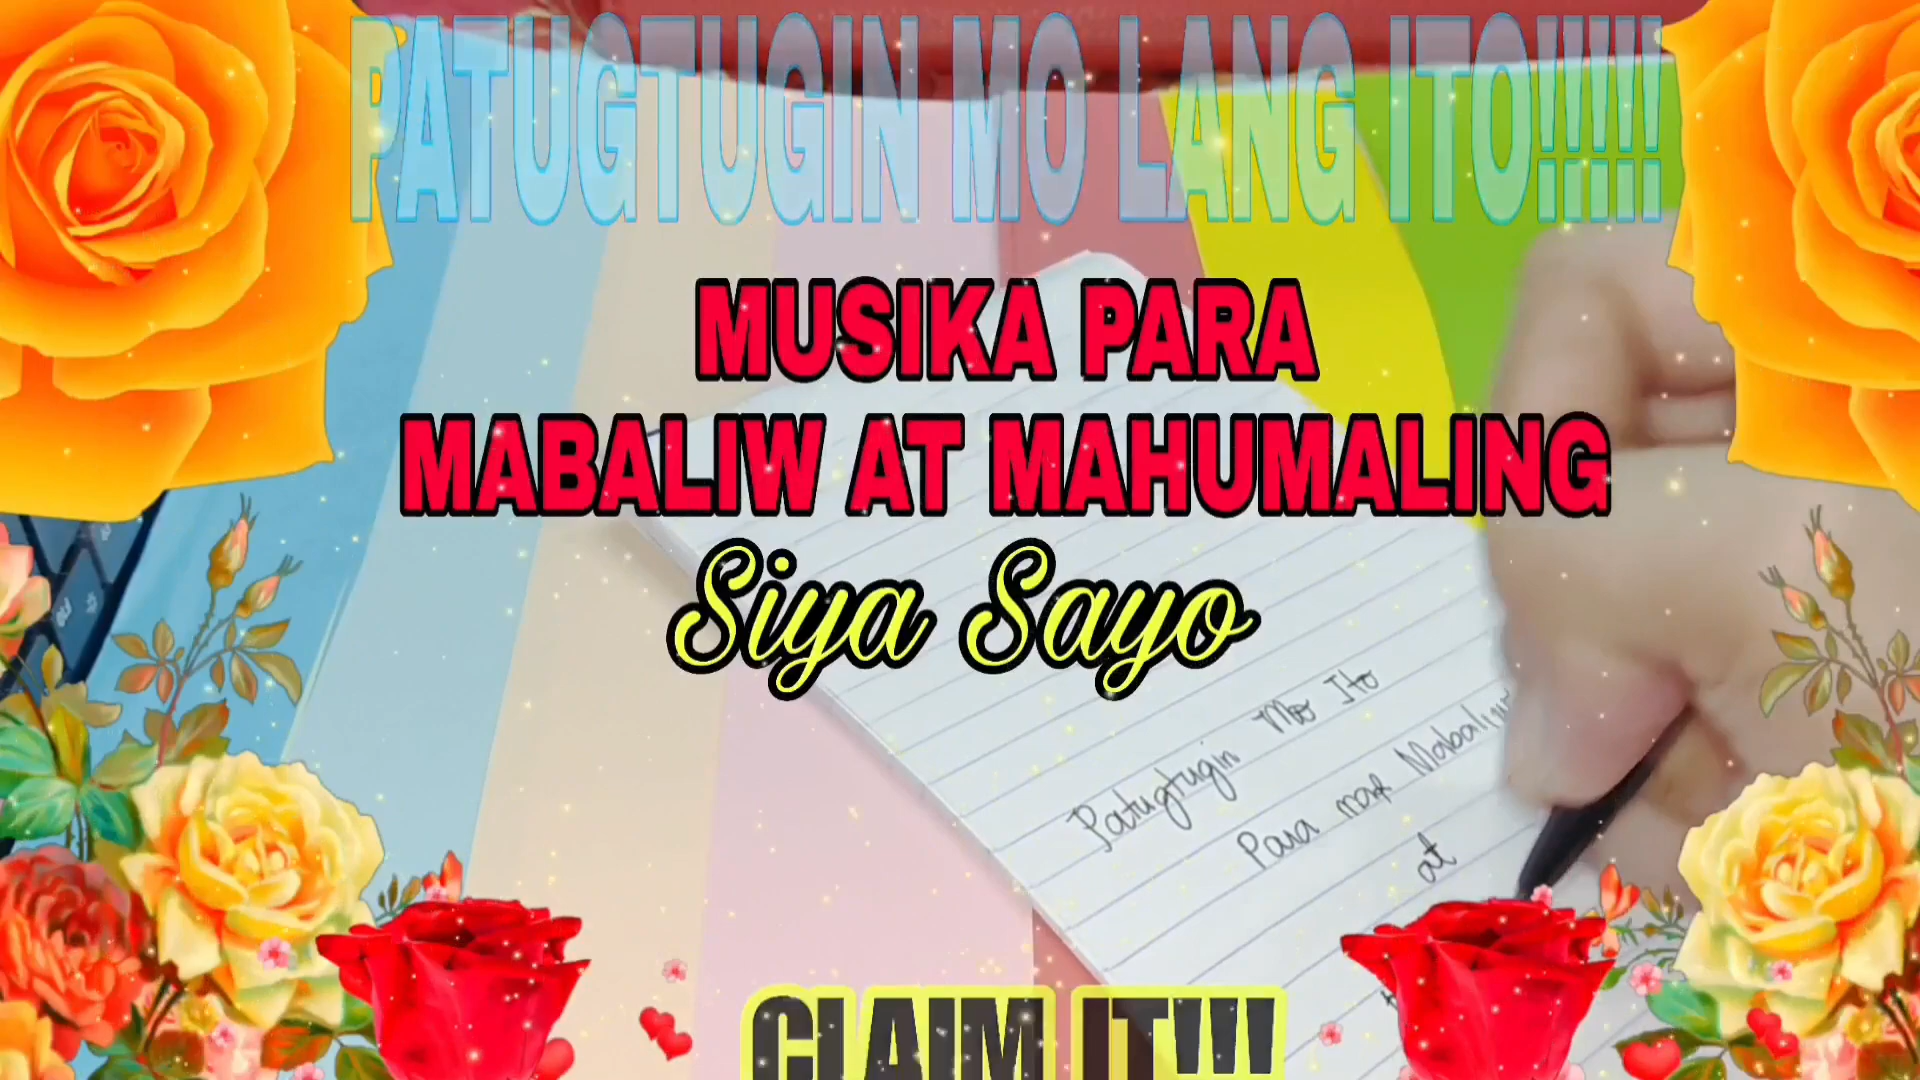 PATUGTUGIN MO LANG ITO!!!!!
MUSIKA PARA
MABALIW AT MAHUMALING
Siya Sayo
Patugtugin Mo Ito
Para mas Mabaliw
at
CLAIM IT!!!